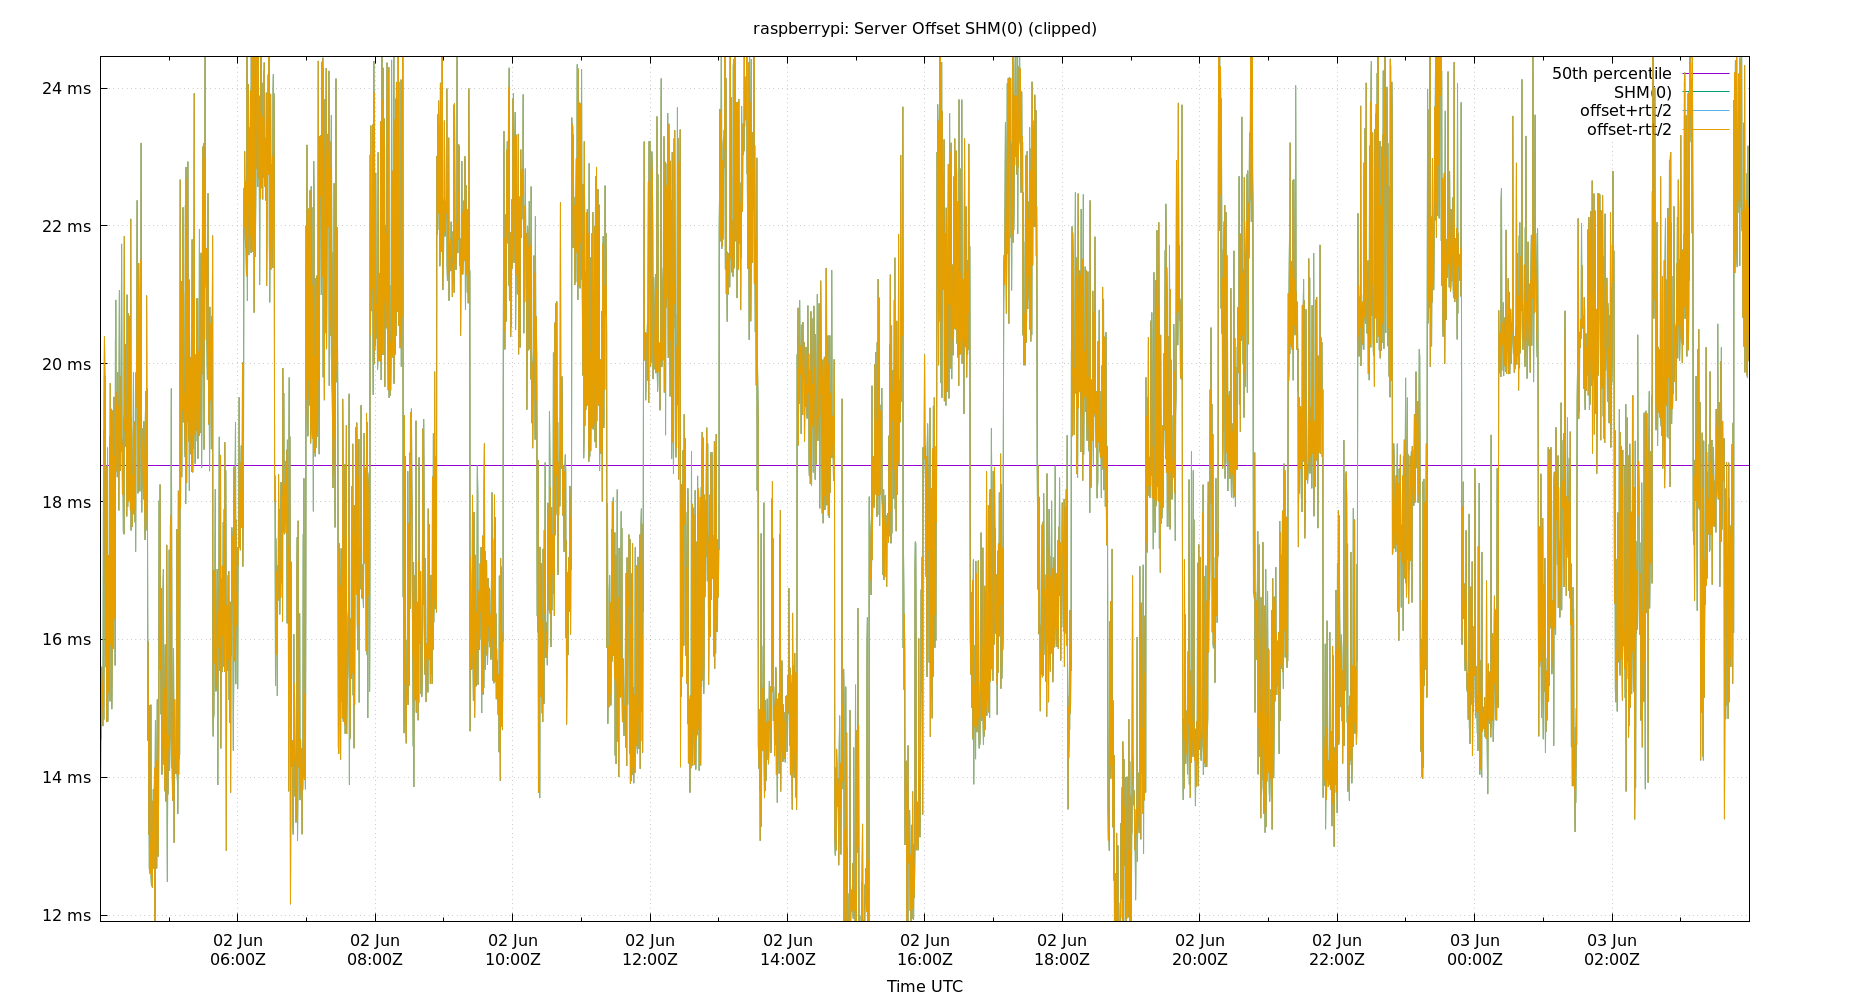 raspberrypi: Server Offset SHM(0) (clipped)
24 ms
22 ms
20 ms
18 ms
16 ms
14 ms
12 ms
50th percentile
SHM(0)
offset+rtt/2
offset-rtt/2
02 Jun 02 Jun 02 Jun 02 Jun 02 Jun 02 Jun 02 Jun 02 Jun 02 Jun 03 Jun 03 Jun
06:00Z 08:00Z 10:00Z 12:00Z 14:00Z 16:00Z 18:00Z 20:00Z 22:00Z 00:00Z 02:00Z
Time UTC